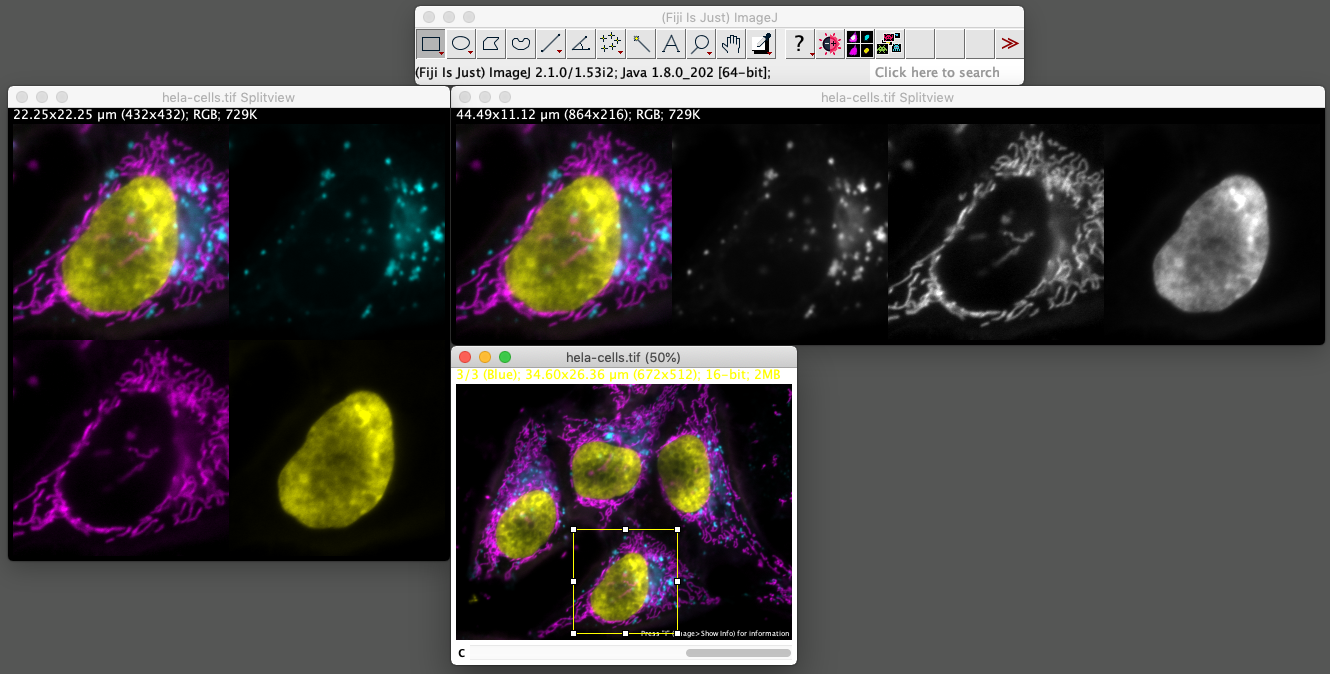 (Fiji Is Just) ImageJ
A
?
(Fiji Is Just) ImageJ 2.1.0/1.53i2; Java 1.8.0_202 [64-bit];
Click here to search
hela-cells.tif Splitview
22.25x22.25 µm (432x432); RGB; 729K
hela-cells.tif Splitview
44.49x11.12 µm (864x216); RGB; 729K
hela-cells.tif (50%)
3/3 (Blue); 34.60x26.36 µm (672x512); 16-bit; 2MB
Press Show Info) for information
C